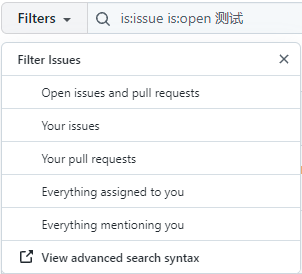 Filters is:issue is:open 测试
Filter Issues
Open issues and pull requests
Your issues
Your pull requests
Everything assigned to you
Everything mentioning you
View advanced search syntax